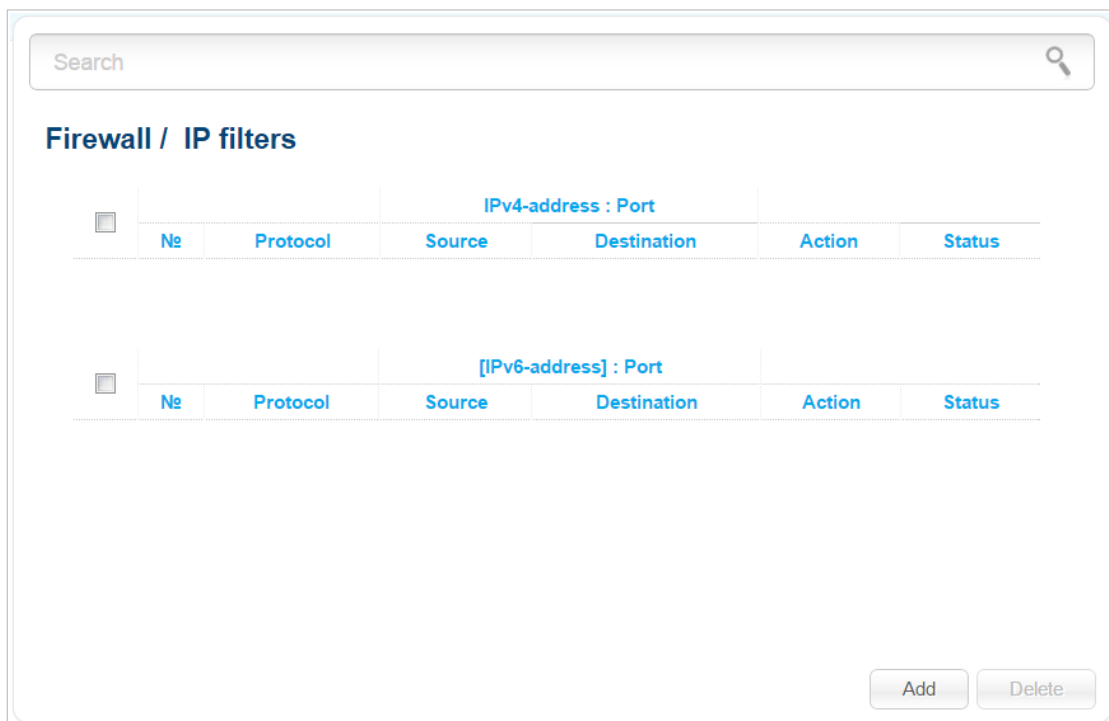 Search
Firewall / IP filters
IPv4-address : Port
№ Protocol Source Destination Action Status
[IPv6-address] : Port
№ Protocol Source Destination Action Status
Add Delete